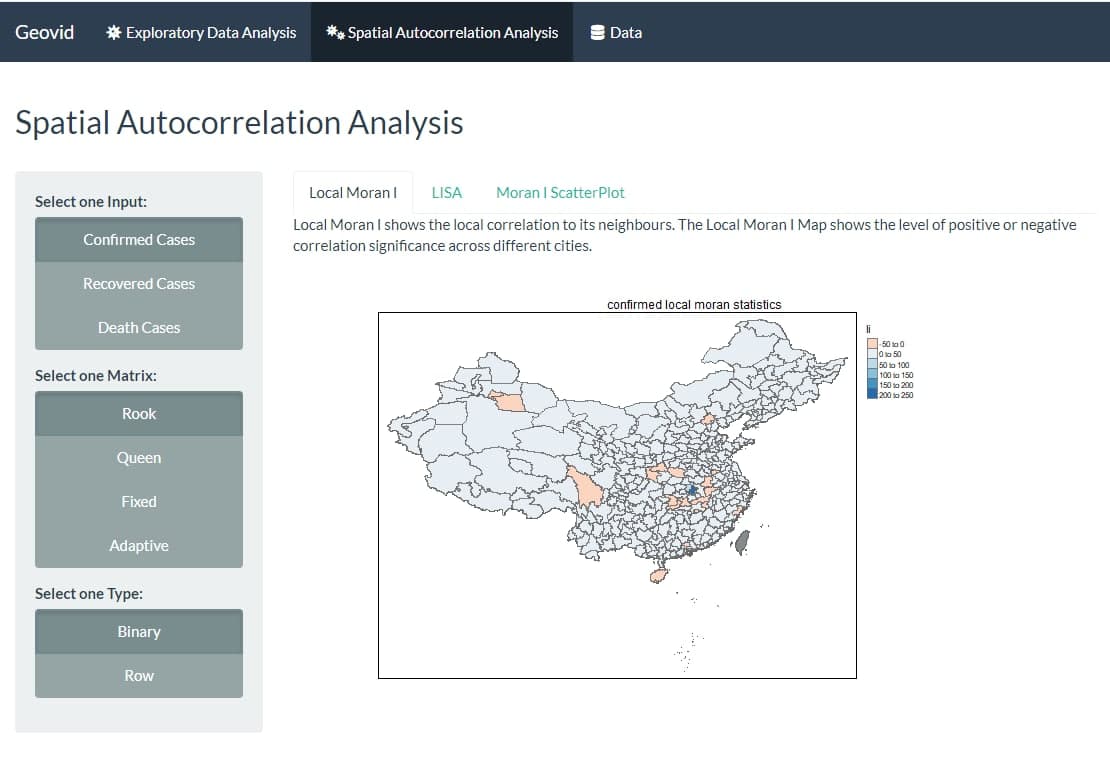 Geovid Exploratory Data Analysis Spatial Autocorrelation Analysis Data
Spatial Autocorrelation Analysis
Select one Input:
Confirmed Cases
Recovered Cases
Death Cases
Select one Matrix:
Rook
Queen
Fixed
Adaptive
Select one Type:
Binary
Row
Local Moran I LISA Moran I ScatterPlot
Local Moran I shows the local correlation to its neighbours. The Local Moran I Map shows the level of positive or negative
correlation significance across different cities.
confirmed local moran statistics
Ii
-50 to 0
0 to 50
50 to 100
100 to 150
150 to 200
200 to 250